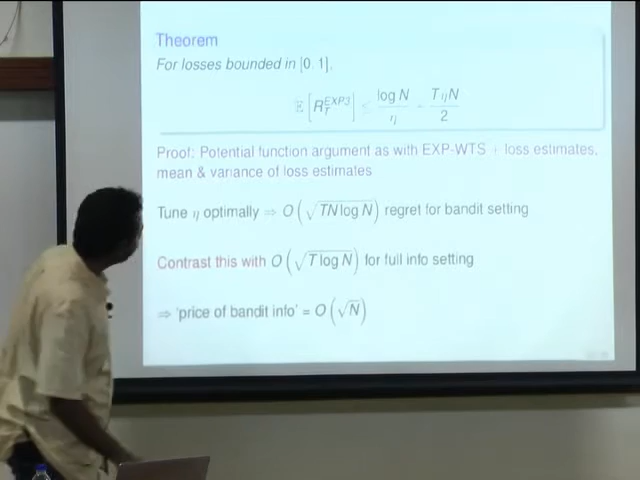 Theorem
For losses bounded in [0, 1],
𝔼 [R_T^{EXP3}] ≤ \frac{log N}{η} + \frac{TηN}{2}
Proof: Potential function argument as with EXP-WTS + loss estimates,
mean & variance of loss estimates
Tune η optimally ⇒ O(√(TN log N)) regret for bandit setting
Contrast this with O(√(T log N)) for full info setting
⇒ 'price of bandit info' = O(√N)